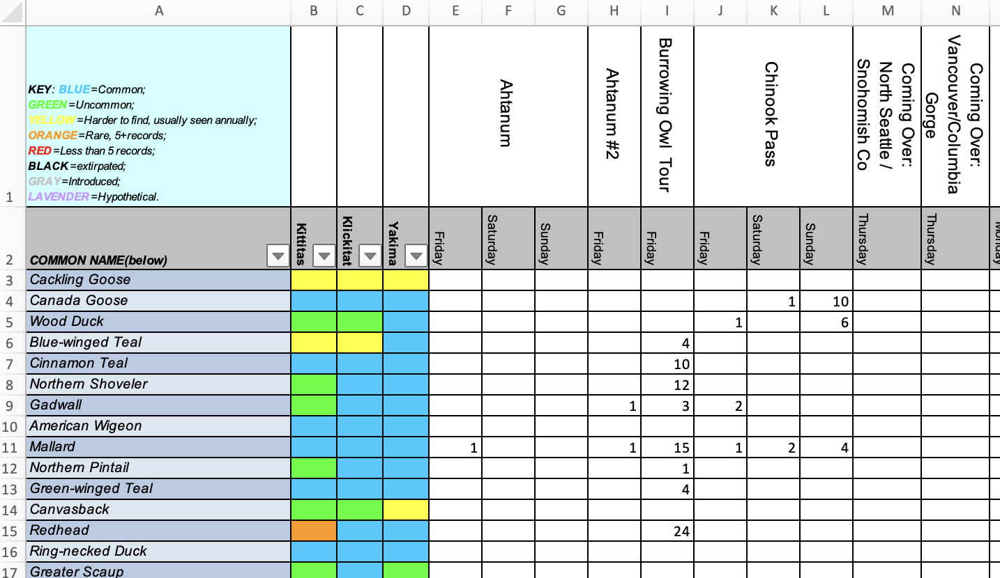 A B C D E F G H I J K L M N
1
KEY: BLUE=Common;
GREEN=Uncommon;
YELLOW=Harder to find, usually seen annually;
ORANGE=Rare, 5+records;
RED=Less than 5 records;
BLACK=extirpated;
GRAY=Introduced;
LAVENDER=Hypothetical.
Ahtanum
Ahtanum #2
Burrowing Owl Tour
Chinook Pass
Coming Over:
North Seattle /
Snohomish Co
Coming Over:
Vancouver/Columbia
Gorge
2 COMMON NAME(below) Kittitas Klickitat Yakima Friday Saturday Sunday Friday Friday Friday Saturday Sunday Thursday Thursday Monday
3 Cackling Goose
4 Canada Goose 1 10
5 Wood Duck 1 6
6 Blue-winged Teal 4
7 Cinnamon Teal 10
8 Northern Shoveler 12
9 Gadwall 1 3 2
10 American Wigeon
11 Mallard 1 1 15 1 2 4
12 Northern Pintail 1
13 Green-winged Teal 4
14 Canvasback
15 Redhead 24
16 Ring-necked Duck
17 Greater Scaup